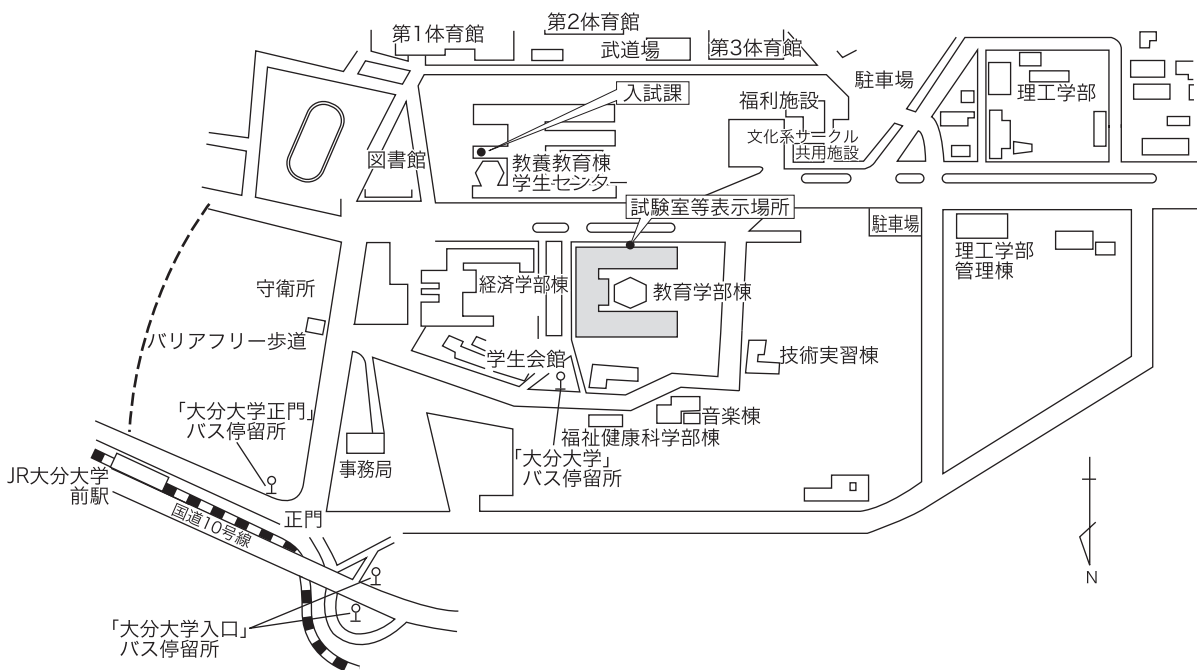 第1体育館
第2体育館
武道場
第3体育館
駐車場
理工学部
入試課
福利施設
文化系サークル
共用施設
図書館
教養教育棟
学生センター
試験室等表示場所
駐車場
理工学部
管理棟
守衛所
経済学部棟
教育学部棟
バリアフリー歩道
学生会館
技術実習棟
「大分大学正門」
バス停留所
音楽棟
福祉健康科学部棟
「大分大学」
バス停留所
事務局
JR大分大学
前駅
国道10号線
正門
N
「大分大学入口」
バス停留所